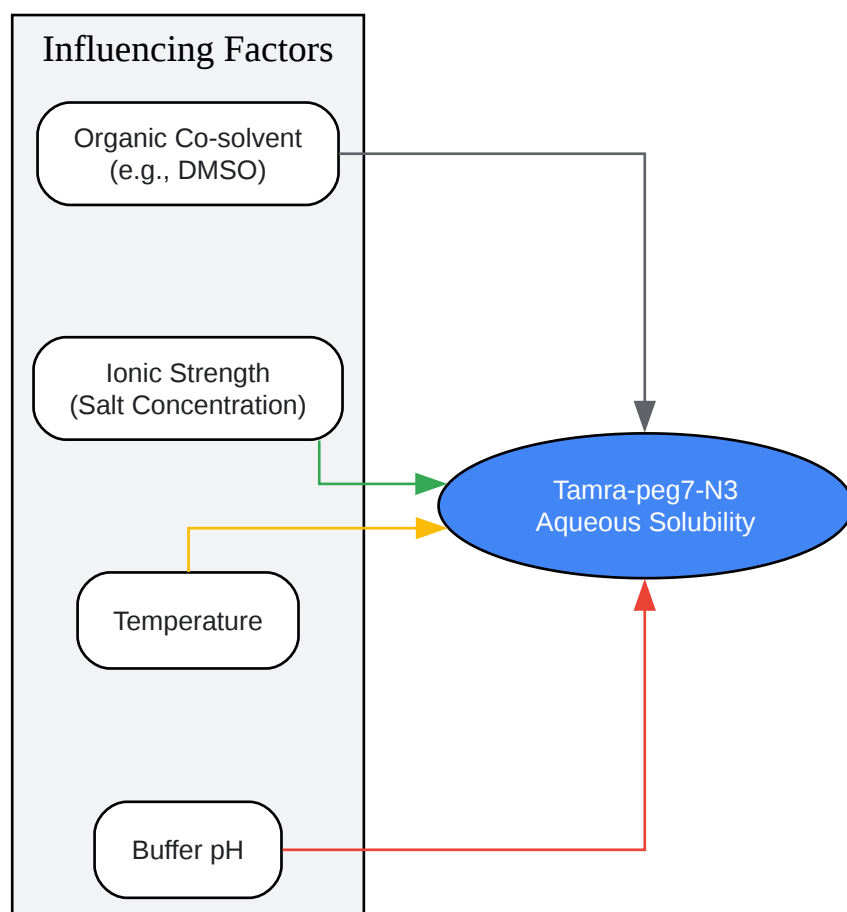 Influencing Factors
Organic Co-solvent
(e.g., DMSO)
Ionic Strength
(Salt Concentration)
Tamra-peg7-N3
Aqueous Solubility
Temperature
Buffer pH